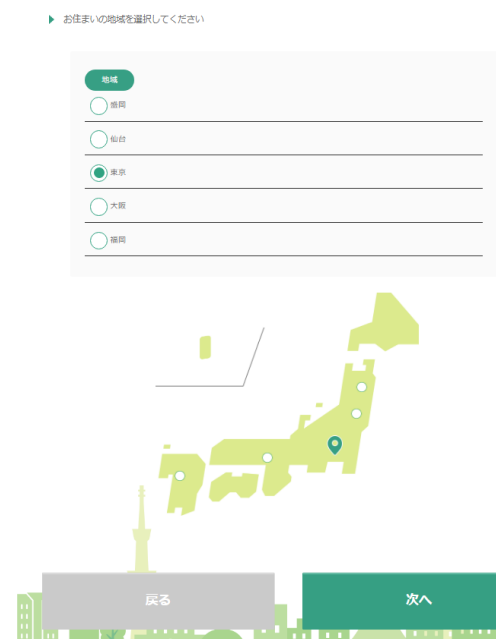 お住まいの地域を選択してください
地域
盛岡
仙台
東京
大阪
福岡
戻る
次へ